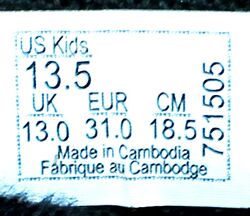 US Kids
13.5
UK EUR CM
13.0 31.0 18.5
Made in Cambodia
Fabriqué au Cambodge
751505